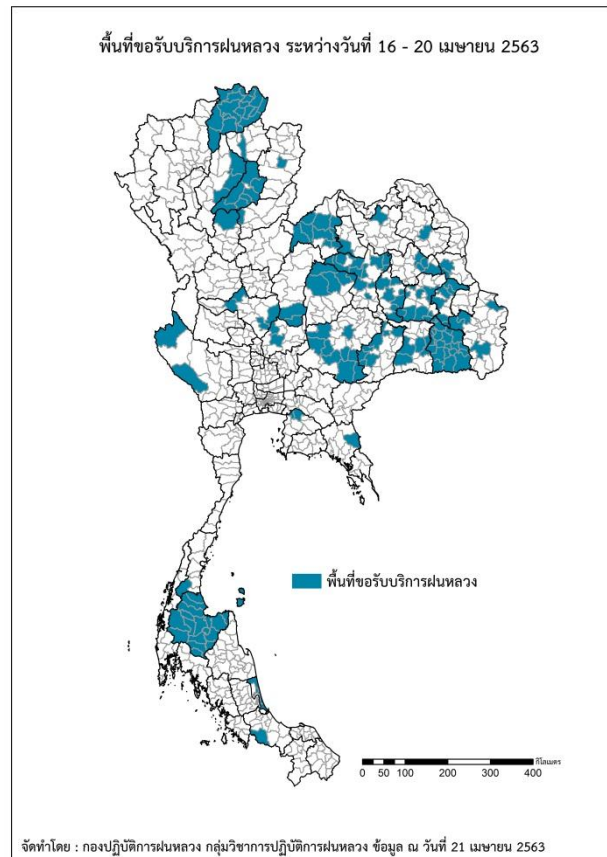 พื้นที่ขอรับบริการฝนหลวง ระหว่างวันที่ 16 - 20 เมษายน 2563
พื้นที่ขอรับบริการฝนหลวง
กิโลเมตร
0 50 100 200 300 400
จัดทำโดย : กองปฏิบัติการฝนหลวง กลุ่มวิชาการปฏิบัติการฝนหลวง ข้อมูล ณ วันที่ 21 เมษายน 2563